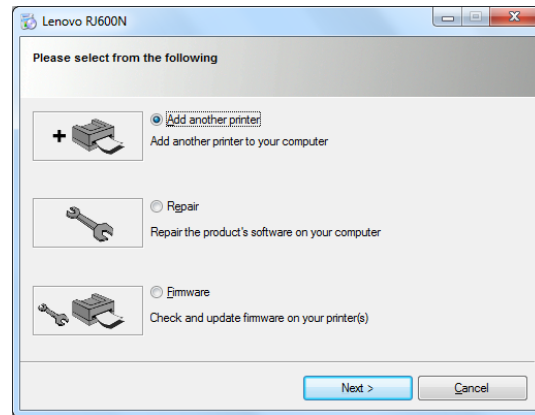 Lenovo RJ600N
Please select from the following
Add another printer
Add another printer to your computer
Repair
Repair the product's software on your computer
Firmware
Check and update firmware on your printer(s)
Next >
Cancel